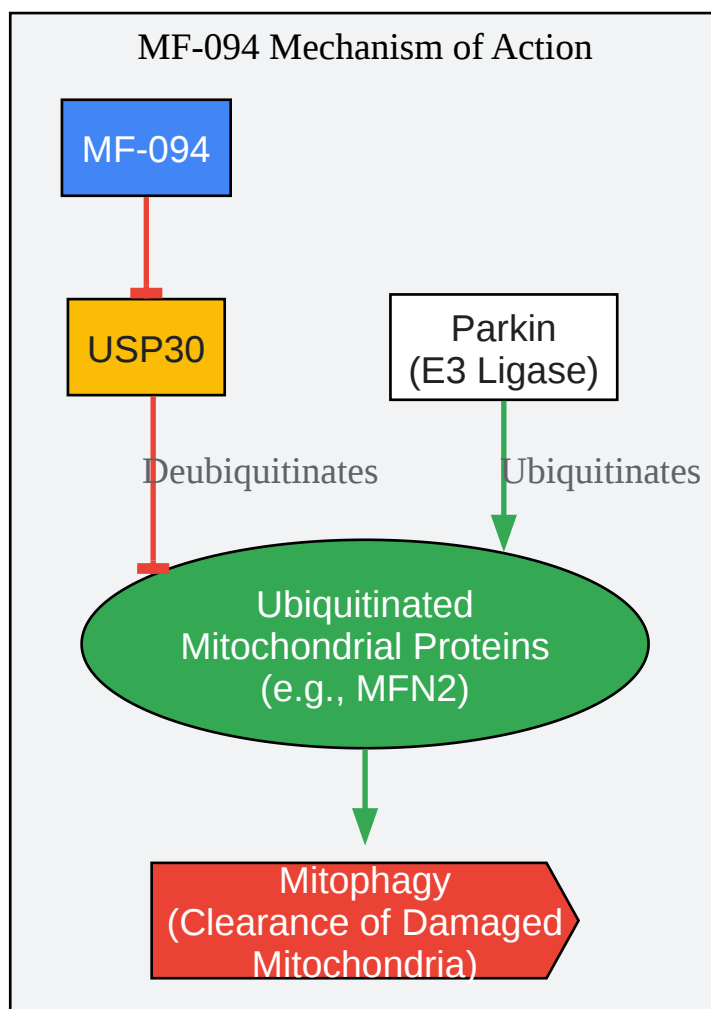 MF-094 Mechanism of Action
MF-094
USP30
Parkin
(E3 Ligase)
Deubiquitinates
Ubiquitinates
Ubiquitinated
Mitochondrial Proteins
(e.g., MFN2)
Mitophagy
(Clearance of Damaged
Mitochondria)